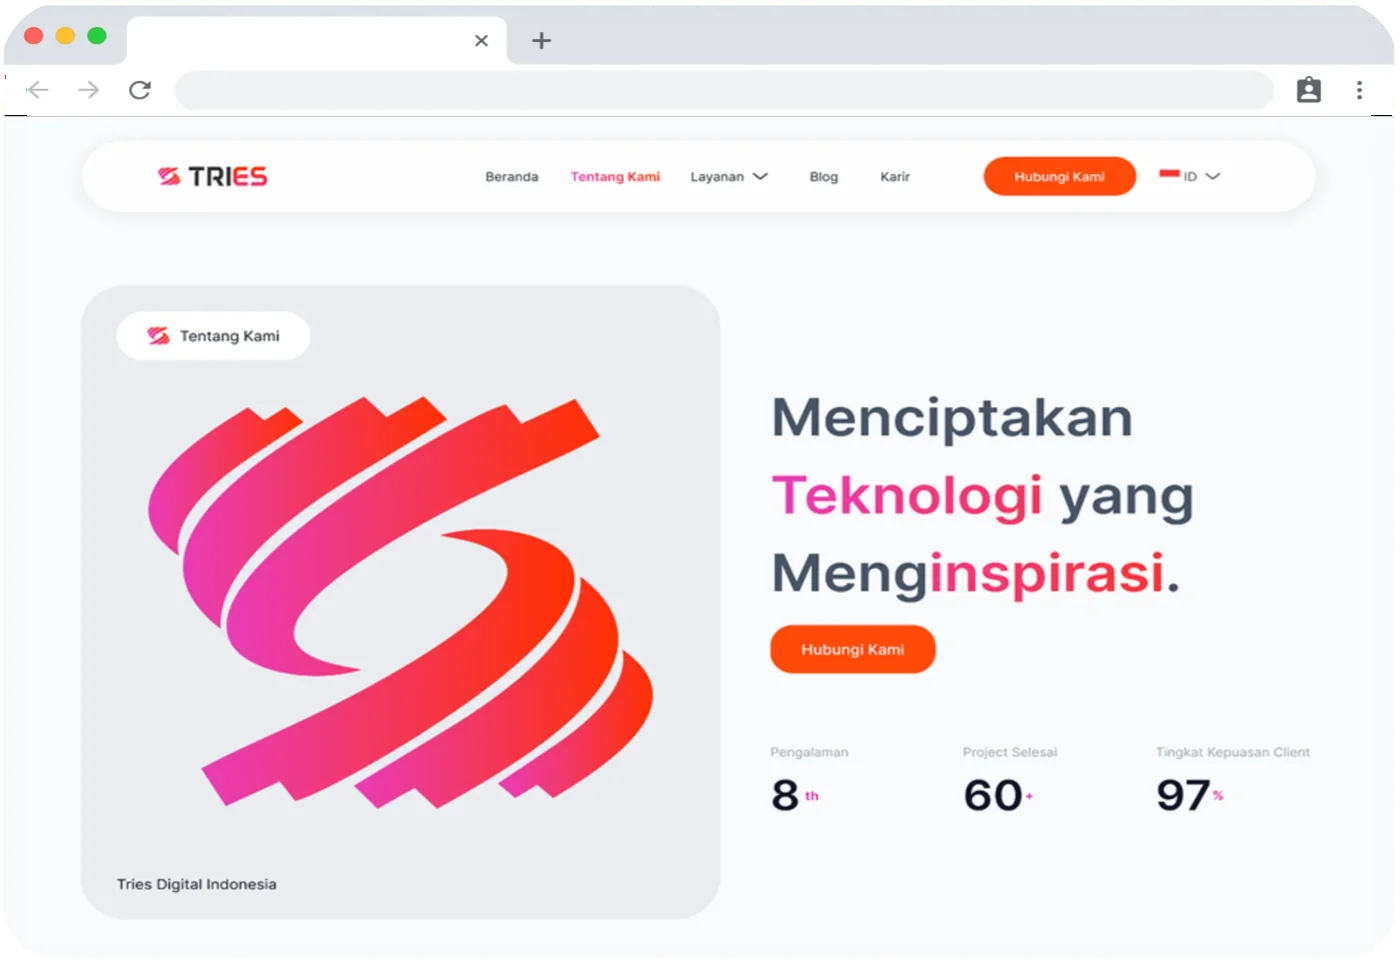 TRIES
Beranda
Tentang Kami
Layanan
Blog
Karir
Hubungi Kami
ID
Tentang Kami
Tries Digital Indonesia
Menciptakan
Teknologi yang
Menginspirasi.
Hubungi Kami
Pengalaman
8 th
Project Selesai
60+
Tingkat Kepuasan Client
97%